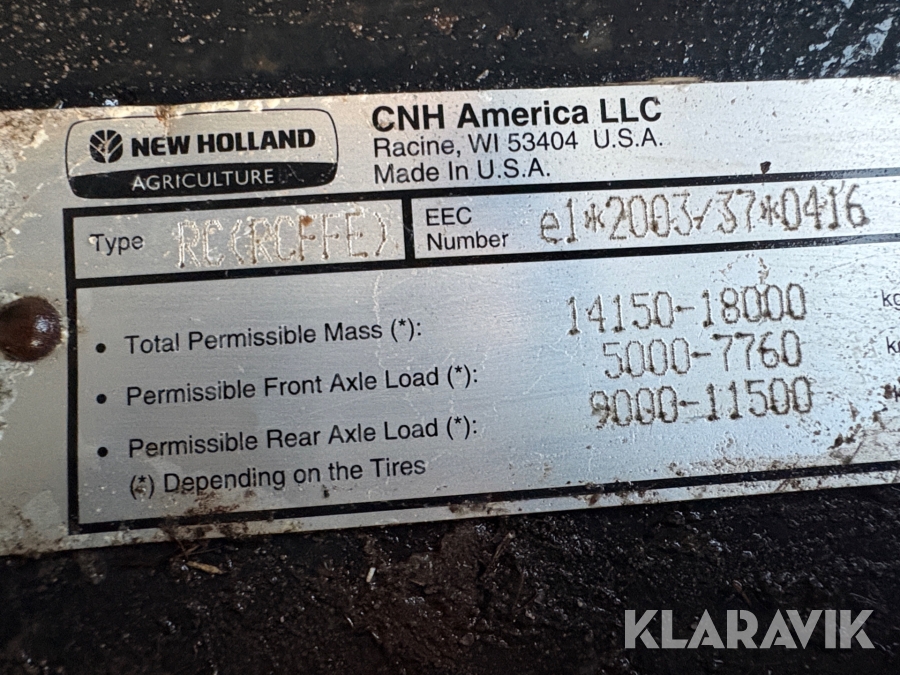 NEW HOLLAND
AGRICULTURE
CNH America LLC
Racine, WI 53404 U.S.A.
Made In U.S.A.
Type RC(RCFFE)
EEC Number e1*2003/37*0416
• Total Permissible Mass (*): 14150-18000 kg
• Permissible Front Axle Load (*): 5000-7760
• Permissible Rear Axle Load (*): 9000-11500
(*) Depending on the Tires
KLARAVIK